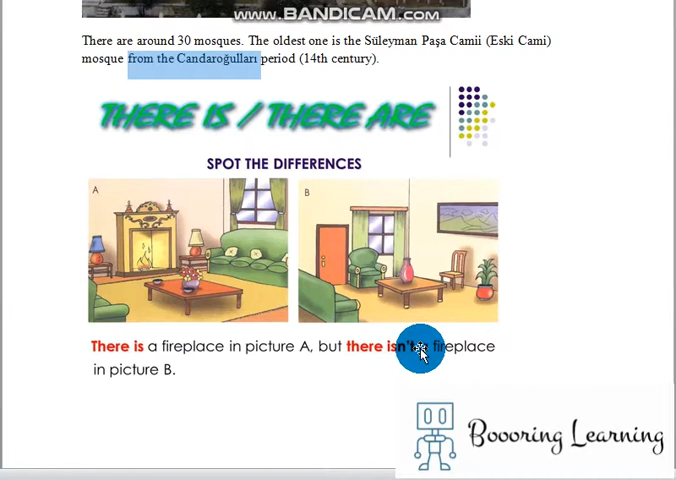 www.BANDICAM.com
There are around 30 mosques. The oldest one is the Süleyman Paşa Camii (Eski Cami)
mosque from the Candaroğulları period (14th century).
THERE IS / THERE ARE
SPOT THE DIFFERENCES
A
B
There is a fireplace in picture A, but there isn't a fireplace
in picture B.
Boooring Learning